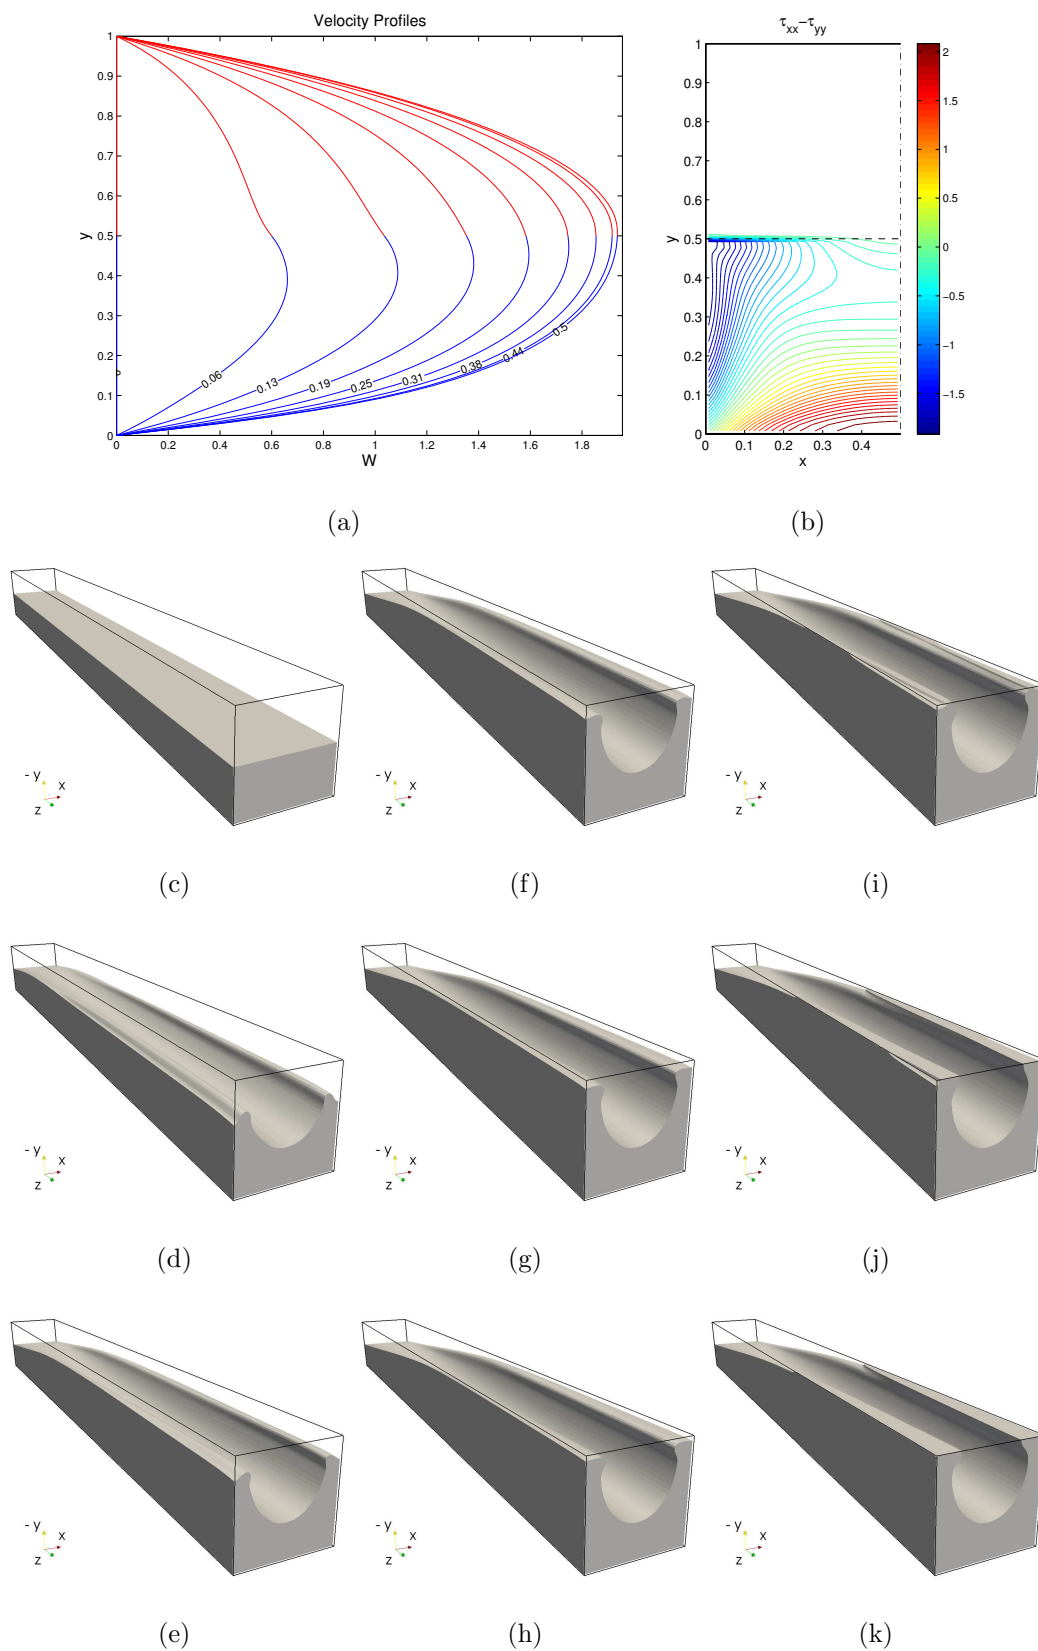 Velocity Profiles
1
0.9
0.8
0.7
0.6
0.5
0.4
0.3
0.2
0.1
0
y
0
0.2
0.4
0.6
0.8
1
1.2
1.4
1.6
1.8
W
0.06
0.13
0.19
0.25
0.31
0.38
0.44
0.5
τxx−τyy
1
0.9
0.8
0.7
0.6
0.5
0.4
0.3
0.2
0.1
0
y
0
0.1
0.2
0.3
0.4
x
2
1.5
1
0.5
0
−0.5
−1
−1.5
(a)
(b)
- y
x
z
- y
x
z
- y
x
z
(c)
(f)
(i)
- y
x
z
- y
x
z
- y
x
z
(d)
(g)
(j)
- y
x
z
- y
x
z
- y
x
z
(e)
(h)
(k)